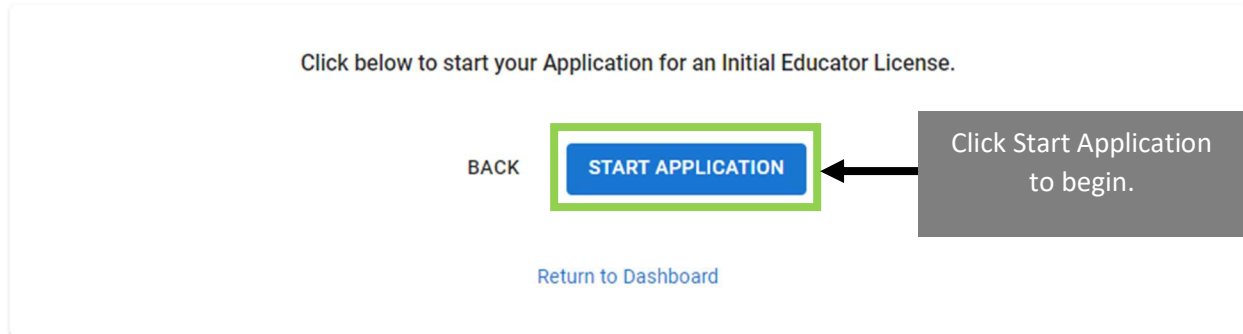 Click below to start your Application for an Initial Educator License.
BACK
START APPLICATION
Click Start Application
to begin.
Return to Dashboard